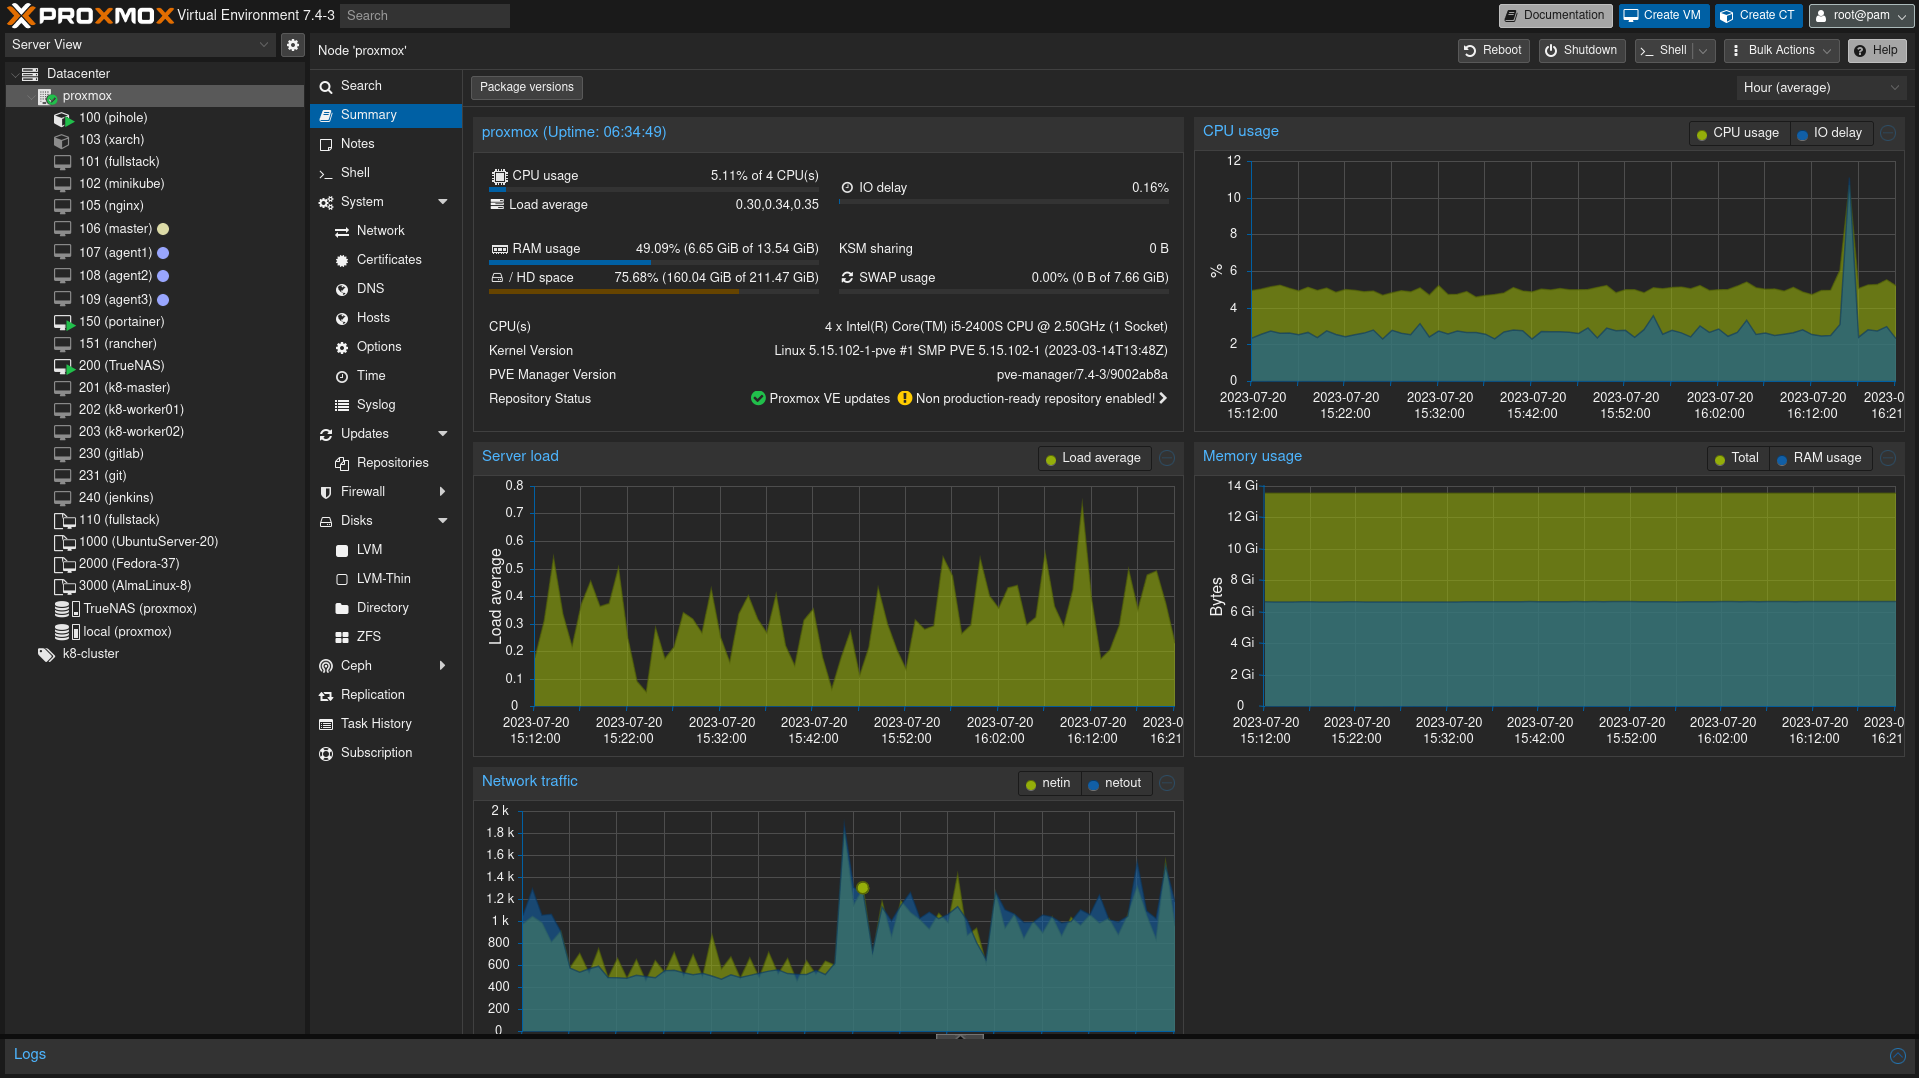 PROXMOX Virtual Environment 7.4-3 Search Documentation Create VM Create CT root@pam
Server View
Node 'proxmox' Reboot Shutdown Shell Bulk Actions Help
Datacenter
proxmox
100 (pihole)
103 (xarch)
101 (fullstack)
102 (minikube)
105 (nginx)
106 (master)
107 (agent1)
108 (agent2)
109 (agent3)
150 (portainer)
151 (rancher)
200 (TrueNAS)
201 (k8-master)
202 (k8-worker01)
203 (k8-worker02)
230 (gitlab)
231 (git)
240 (jenkins)
110 (fullstack)
1000 (UbuntuServer-20)
2000 (Fedora-37)
3000 (AlmaLinux-8)
TrueNAS (proxmox)
local (proxmox)
k8-cluster
Search
Summary
Notes
Shell
System
Network
Certificates
DNS
Hosts
Options
Time
Syslog
Updates
Repositories
Firewall
Disks
LVM
LVM-Thin
Directory
ZFS
Ceph
Replication
Task History
Subscription
Package versions Hour (average)
proxmox (Uptime: 06:34:49)
CPU usage 5.11% of 4 CPU(s)
IO delay 0.16%
Load average 0.30,0.34,0.35
RAM usage 49.09% (6.65 GiB of 13.54 GiB)
KSM sharing 0 B
/ HD space 75.68% (160.04 GiB of 211.47 GiB)
SWAP usage 0.00% (0 B of 7.66 GiB)
CPU(s) 4 x Intel(R) Core(TM) i5-2400S CPU @ 2.50GHz (1 Socket)
Kernel Version Linux 5.15.102-1-pve #1 SMP PVE 5.15.102-1 (2023-03-14T13:48Z)
PVE Manager Version pve-manager/7.4-3/9002ab8a
Repository Status Proxmox VE updates Non production-ready repository enabled!
CPU usage CPU usage IO delay
12
10
8
%
6
4
2
0
2023-07-20 2023-07-20 2023-07-20 2023-07-20 2023-07-20 2023-07-20 2023-07-20 2023-0
15:12:00 15:22:00 15:32:00 15:42:00 15:52:00 16:02:00 16:12:00 16:21
Server load Load average
0.8
0.7
0.6
0.5
Load average
0.4
0.3
0.2
0.1
0
2023-07-20 2023-07-20 2023-07-20 2023-07-20 2023-07-20 2023-07-20 2023-07-20 2023-0
15:12:00 15:22:00 15:32:00 15:42:00 15:52:00 16:02:00 16:12:00 16:21
Memory usage Total RAM usage
14 Gi
12 Gi
10 Gi
8 Gi
Bytes
6 Gi
4 Gi
2 Gi
0
2023-07-20 2023-07-20 2023-07-20 2023-07-20 2023-07-20 2023-07-20 2023-07-20 2023-0
15:12:00 15:22:00 15:32:00 15:42:00 15:52:00 16:02:00 16:12:00 16:21
Network traffic netin netout
2 k
1.8 k
1.6 k
1.4 k
1.2 k
1 k
800
600
400
200
0
Logs